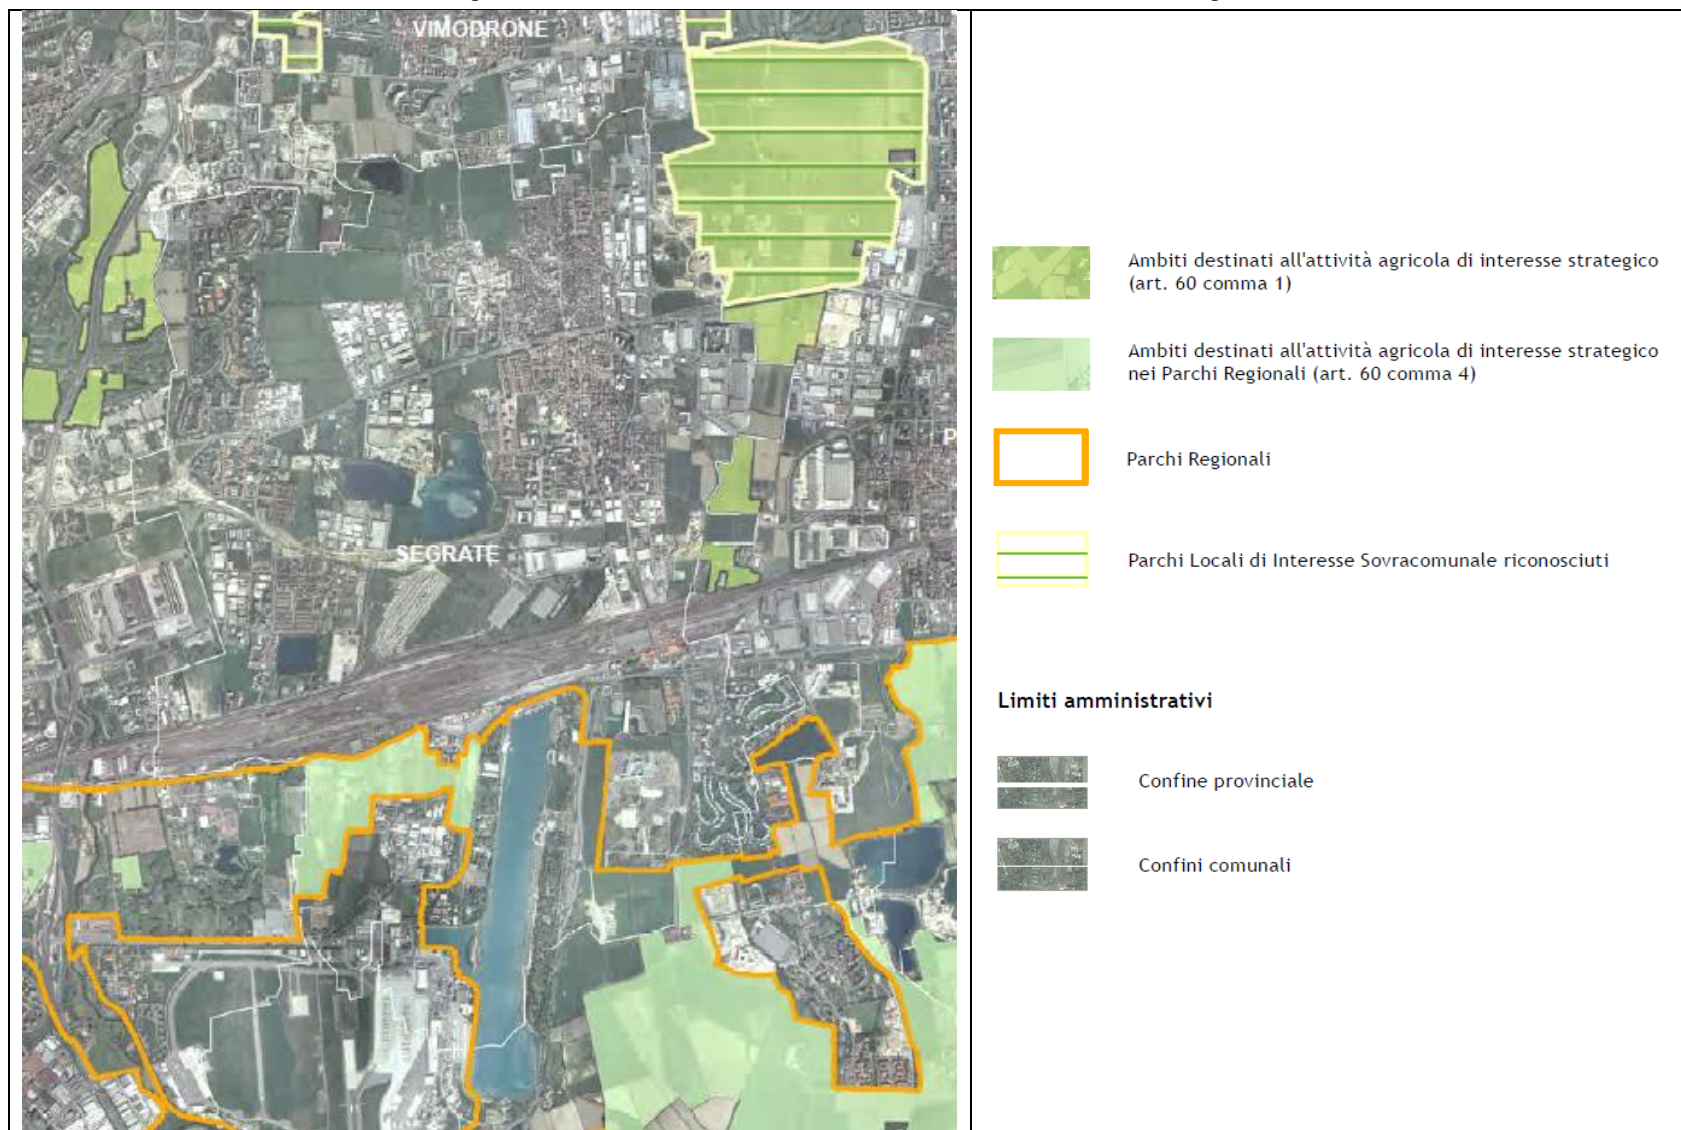 VIMODRONE
SEGRATE
P
Ambiti destinati all'attività agricola di interesse strategico
(art. 60 comma 1)
Ambiti destinati all'attività agricola di interesse strategico
nei Parchi Regionali (art. 60 comma 4)
Parchi Regionali
Parchi Locali di Interesse Sovracomunale riconosciuti
Limiti amministrativi
Confine provinciale
Confini comunali